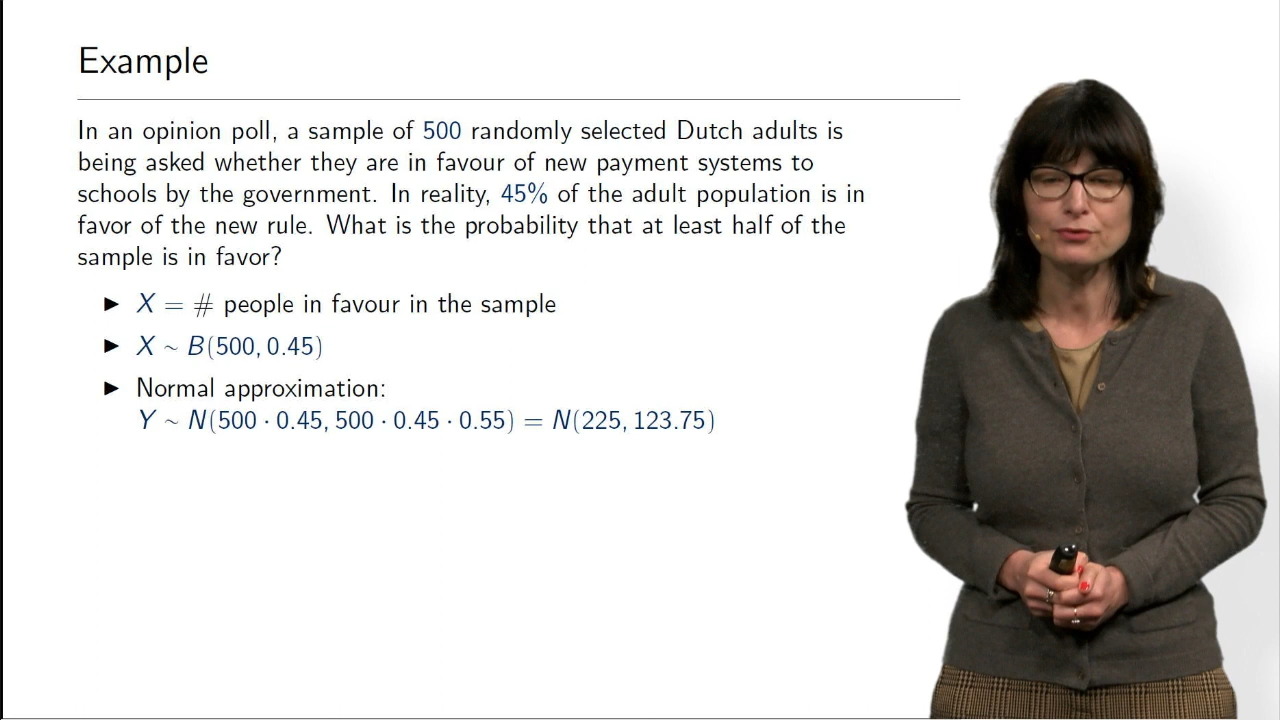 Example
In an opinion poll, a sample of 500 randomly selected Dutch adults is
being asked whether they are in favour of new payment systems to
schools by the government. In reality, 45% of the adult population is in
favor of the new rule. What is the probability that at least half of the
sample is in favor?
► X = # people in favour in the sample
► X ~ B(500, 0.45)
► Normal approximation:
Y ~ N(500 · 0.45, 500 · 0.45 · 0.55) = N(225, 123.75)